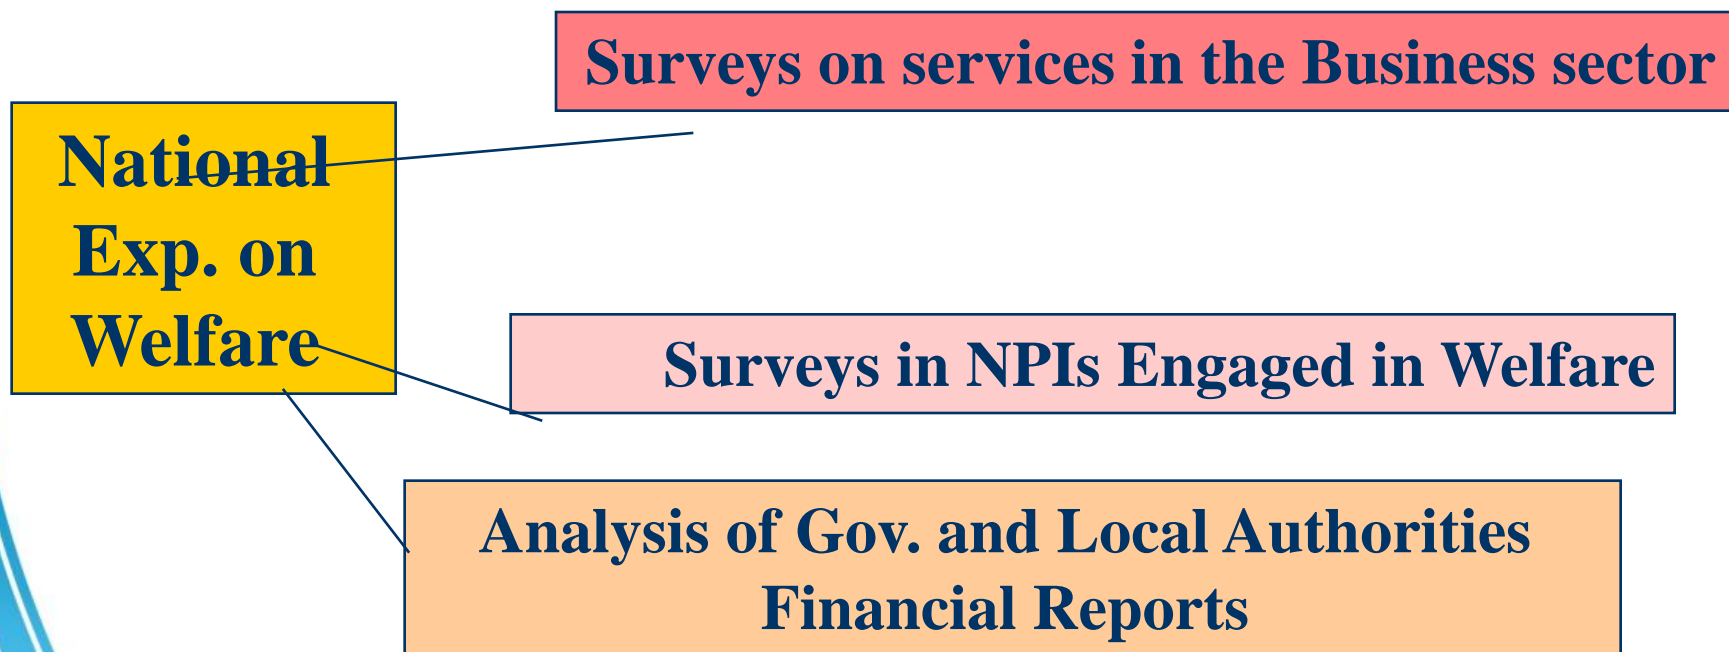 Surveys on services in the Business sector
National
Exp. on
Welfare
Surveys in NPIs Engaged in Welfare
Analysis of Gov. and Local Authorities
Financial Reports